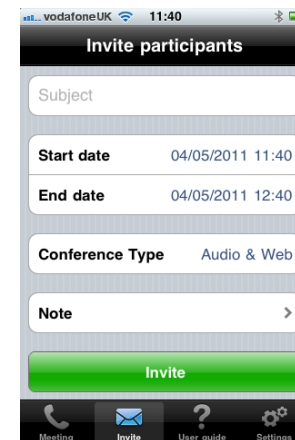 vodafoneUK 11:40
Invite participants
Subject
Start date 04/05/2011 11:40
End date 04/05/2011 12:40
Conference Type Audio & Web
Note
Invite
Meeting Invite User guide Settings